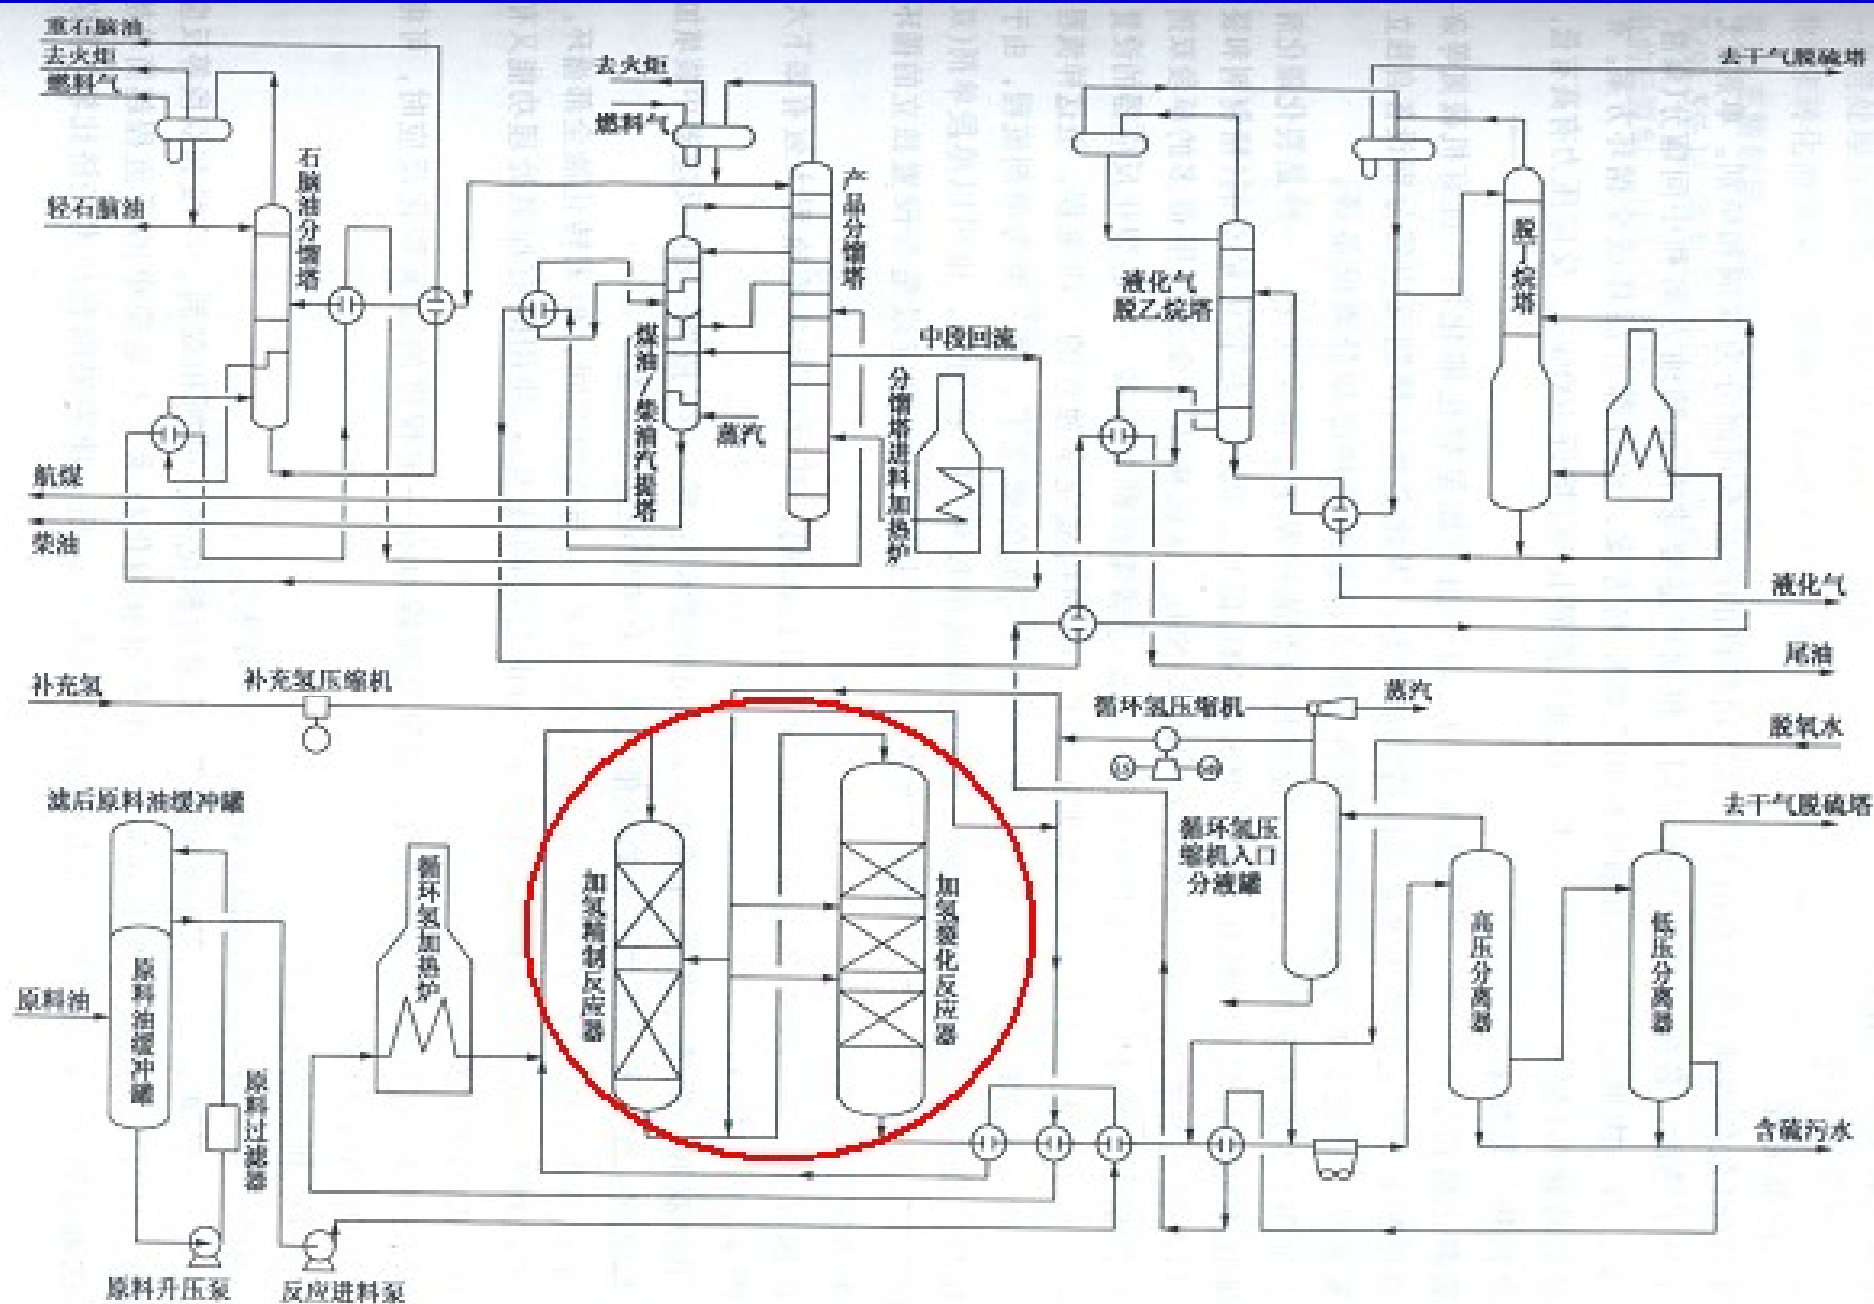 重石脑油
去火炬
燃料气
轻石脑油
石脑油分馏塔
航煤
柴油
去火炬
燃料气
产品分馏塔
煤油/柴油汽提塔
蒸汽
中段回流
分馏塔进料加热炉
液化气
脱乙烷塔
脱丁烷塔
去干气脱硫塔
液化气
尾油
补充氢
补充氢压缩机
循环氢压缩机
蒸汽
脱氧水
滤后原料油缓冲罐
原料油
原料油缓冲罐
循环氢加热炉
加氢精制反应器
加氢裂化反应器
循环氢压
缩机入口
分液罐
高压分离器
低压分离器
去干气脱硫塔
含硫污水
原料升压泵
反应进料泵